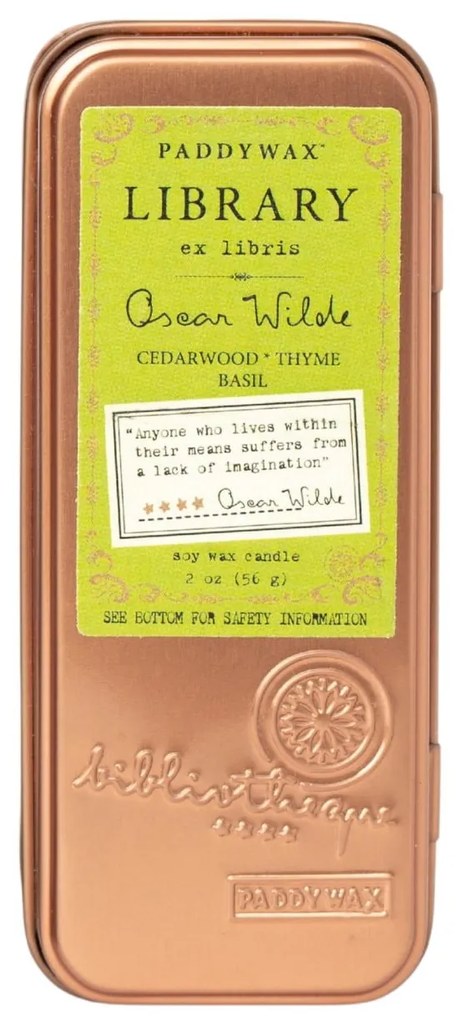 PADDYWAX™
LIBRARY
ex libris
Oscar Wilde
CEDARWOOD * THYME
BASIL
"Anyone who lives within
their means suffers from
a lack of imagination"
Oscar Wilde
soy wax candle
2 oz (56 g)
SEE BOTTOM FOR SAFETY INFORMATION
bibliothèque
PADDYWAX